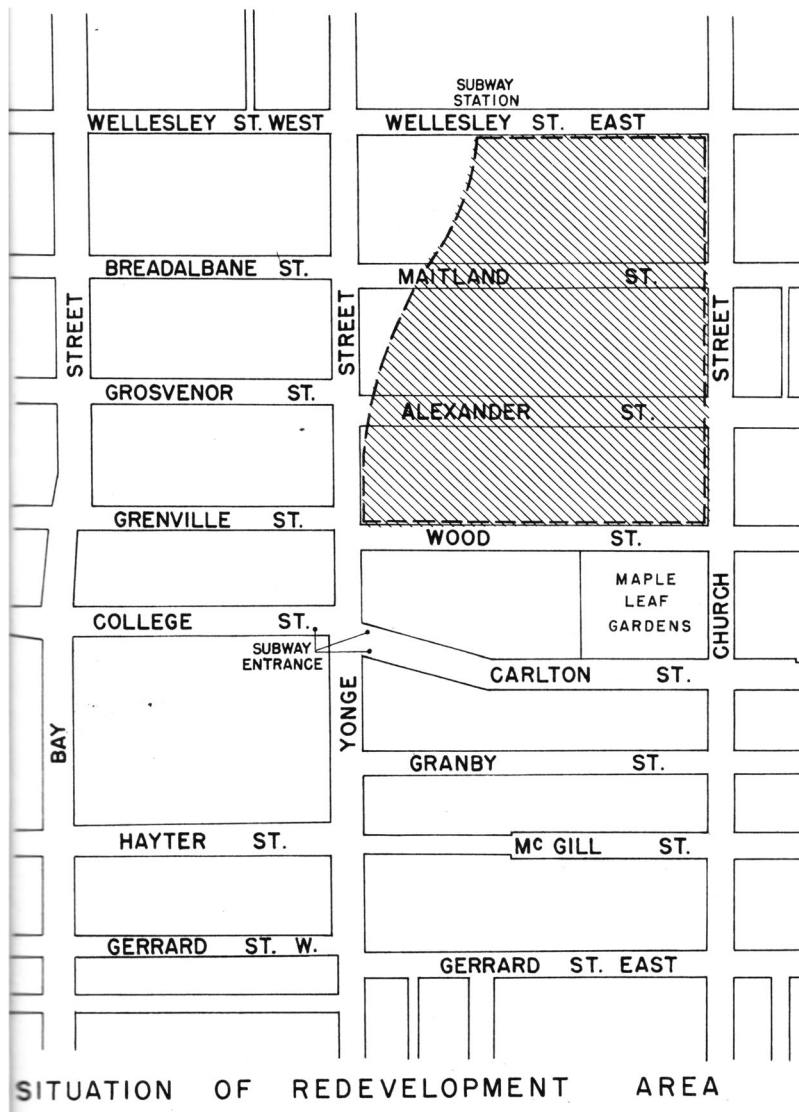 SUBWAY
STATION
WELLESLEY ST. WEST
WELLESLEY ST. EAST
BREADALBANE ST.
MAITLAND ST.
STREET
STREET
STREET
GROSVENOR ST.
ALEXANDER ST.
GRENVILLE ST.
WOOD ST.
MAPLE
LEAF
GARDENS
CHURCH
COLLEGE ST.
SUBWAY
ENTRANCE
CARLTON ST.
YONGE
BAY
GRANBY ST.
HAYTER ST.
Mc GILL ST.
GERRARD ST. W.
GERRARD ST. EAST
SITUATION OF REDEVELOPMENT AREA